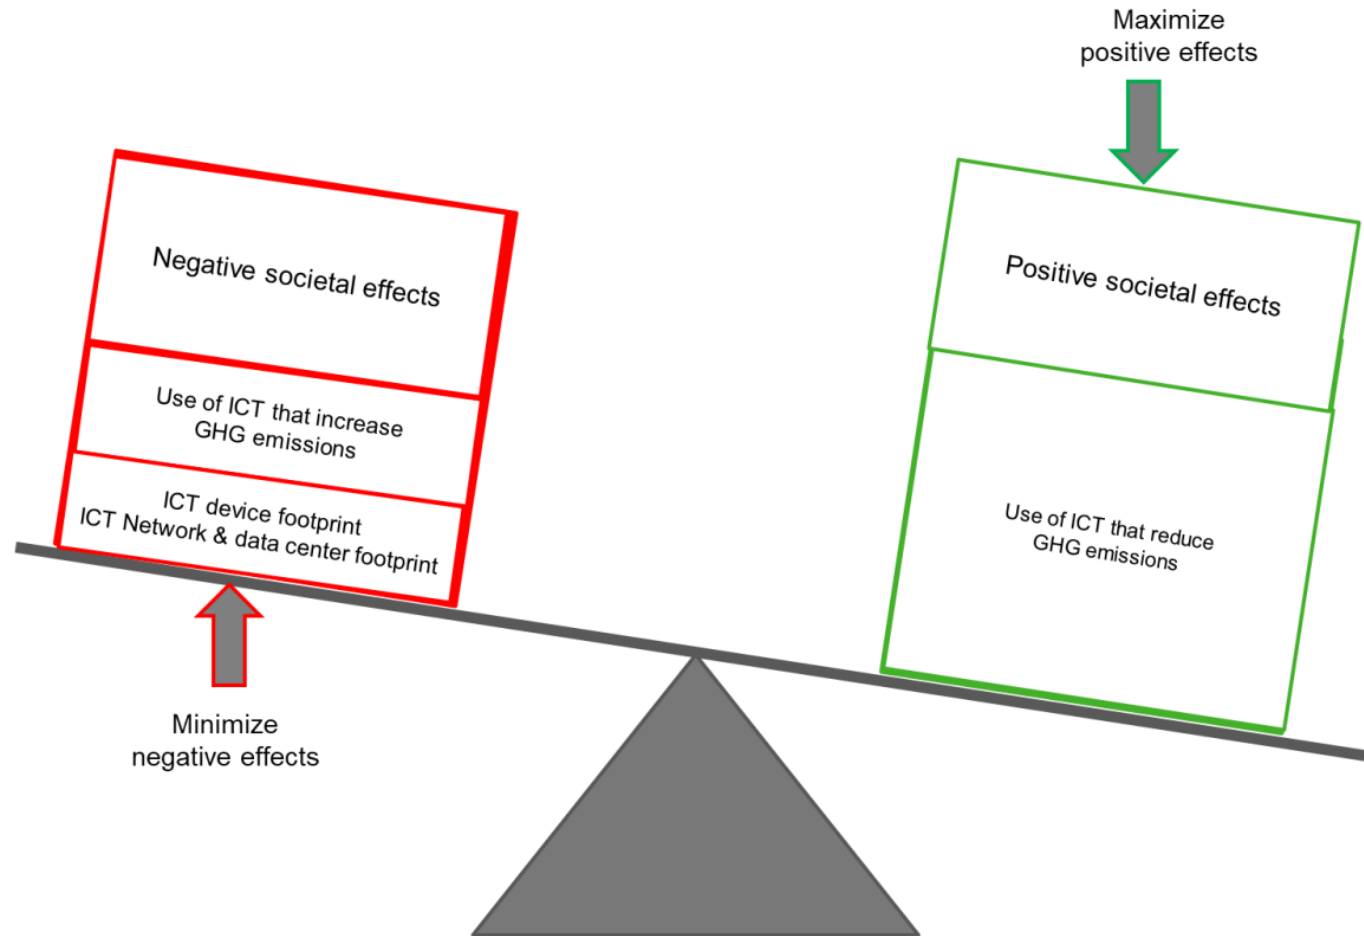 Maximize
positive effects
Negative societal effects
Use of ICT that increase
GHG emissions
ICT device footprint
ICT Network & data center footprint
Minimize
negative effects
Positive societal effects
Use of ICT that reduce
GHG emissions